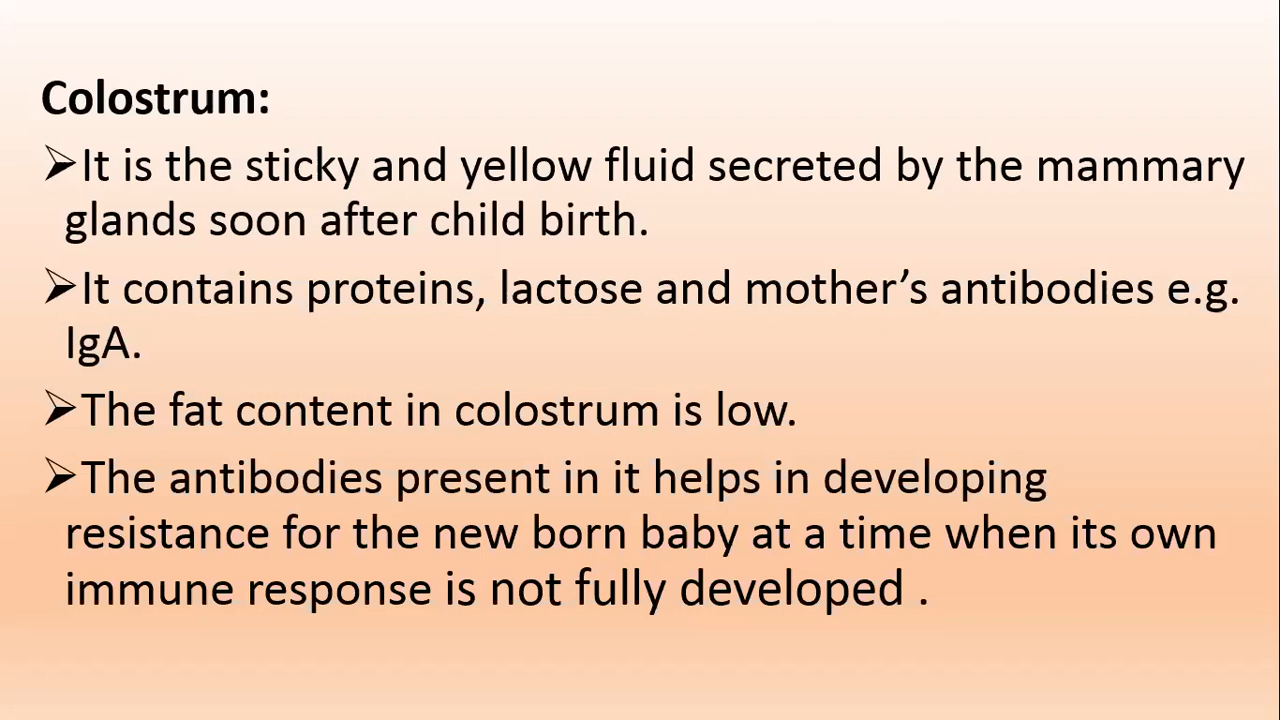 Colostrum:
➢It is the sticky and yellow fluid secreted by the mammary
glands soon after child birth.
➢It contains proteins, lactose and mother’s antibodies e.g.
IgA.
➢The fat content in colostrum is low.
➢The antibodies present in it helps in developing
resistance for the new born baby at a time when its own
immune response is not fully developed .